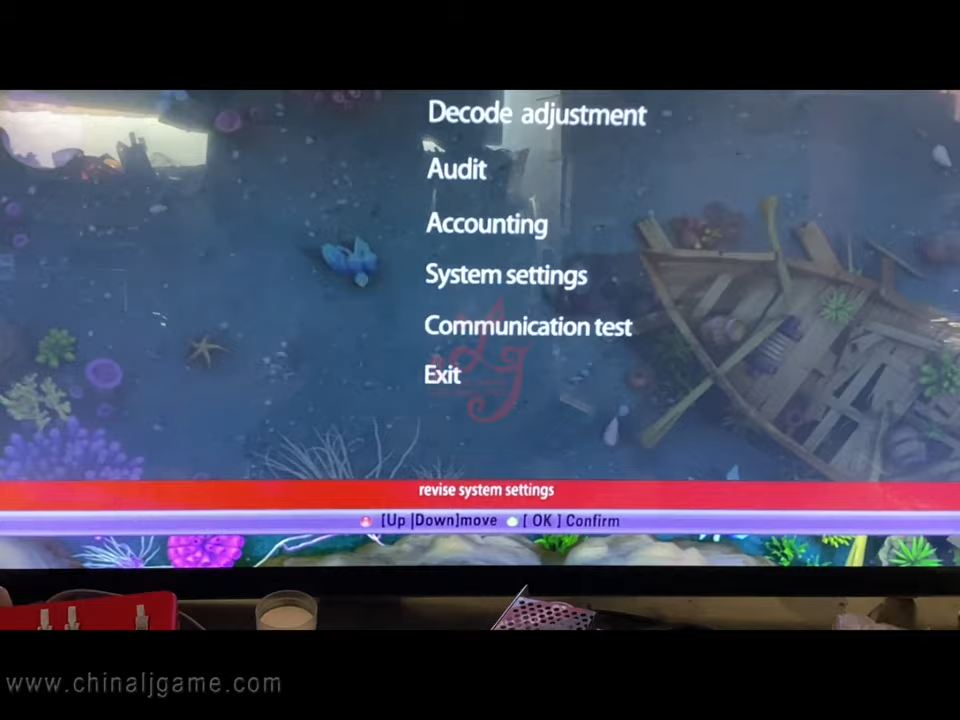 Decode adjustment
Audit
Accounting
System settings
Communication test
Exit
revise system settings
[Up |Down]move [ OK ] Confirm
www.chinaljgame.com